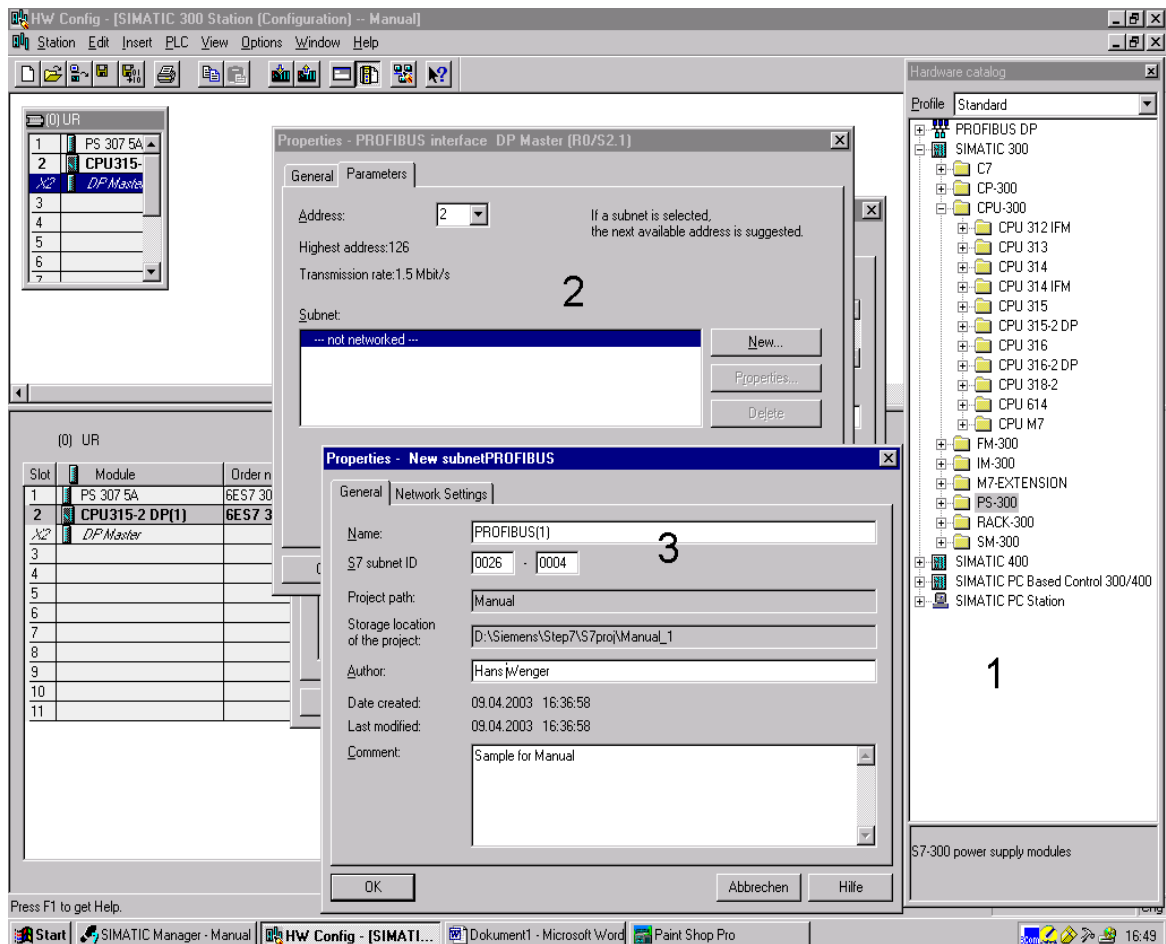 HW Config - [SIMATIC 300 Station (Configuration) -- Manual]
Station Edit Insert PLC View Options Window Help
(0) UR
1 PS 307 5A
2 CPU315-
X2 DP Master
3
4
5
6
7
Properties - PROFIBUS interface DP Master (R0/S2.1)
General Parameters
Address: 2
If a subnet is selected,
the next available address is suggested.
Highest address:126
Transmission rate:1.5 Mbit/s
2
Subnet:
--- not networked ---
New...
Properties...
Delete
(0) UR
Slot Module Order n
1 PS 307 5A 6ES7 30
2 CPU315-2 DP(1) 6ES7 3
X2 DP Master
3
4
5
6
7
8
9
10
11
Properties - New subnetPROFIBUS
General Network Settings
Name: PROFIBUS(1)
3
S7 subnet ID 0026 - 0004
Project path: Manual
Storage location
of the project: D:\Siemens\Step7\S7proj\Manual_1
Author: Hans Wenger
Date created: 09.04.2003 16:36:58
Last modified: 09.04.2003 16:36:58
Comment: Sample for Manual
OK Abbrechen Hilfe
Hardware catalog
Profile Standard
PROFIBUS DP
SIMATIC 300
C7
CP-300
CPU-300
CPU 312 IFM
CPU 313
CPU 314
CPU 314 IFM
CPU 315
CPU 315-2 DP
CPU 316
CPU 316-2 DP
CPU 318-2
CPU 614
CPU M7
FM-300
IM-300
M7-EXTENSION
PS-300
RACK-300
SM-300
SIMATIC 400
SIMATIC PC Based Control 300/400
SIMATIC PC Station
1
S7-300 power supply modules
Press F1 to get Help.
Start SIMATIC Manager - Manual HW Config - [SIMATI... Dokument1 - Microsoft Word Paint Shop Pro 16:49